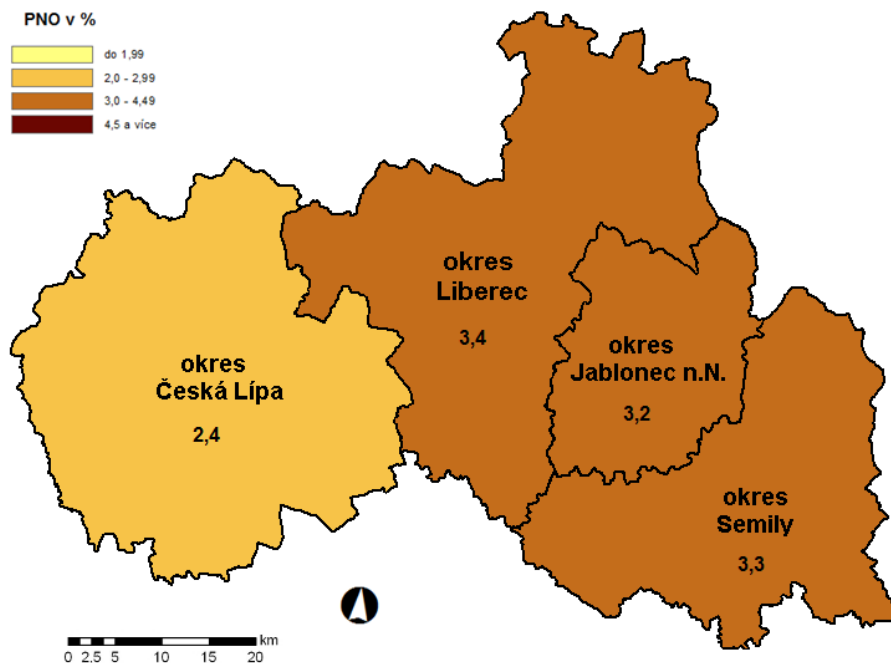 PNO v %
do 1,99
2,0 - 2,99
3,0 - 4,49
4,5 a více
okres
Liberec
3,4
okres
Jablonec n.N.
3,2
okres
Česká Lípa
2,4
okres
Semily
3,3
km
0 2.5 5 10 15 20